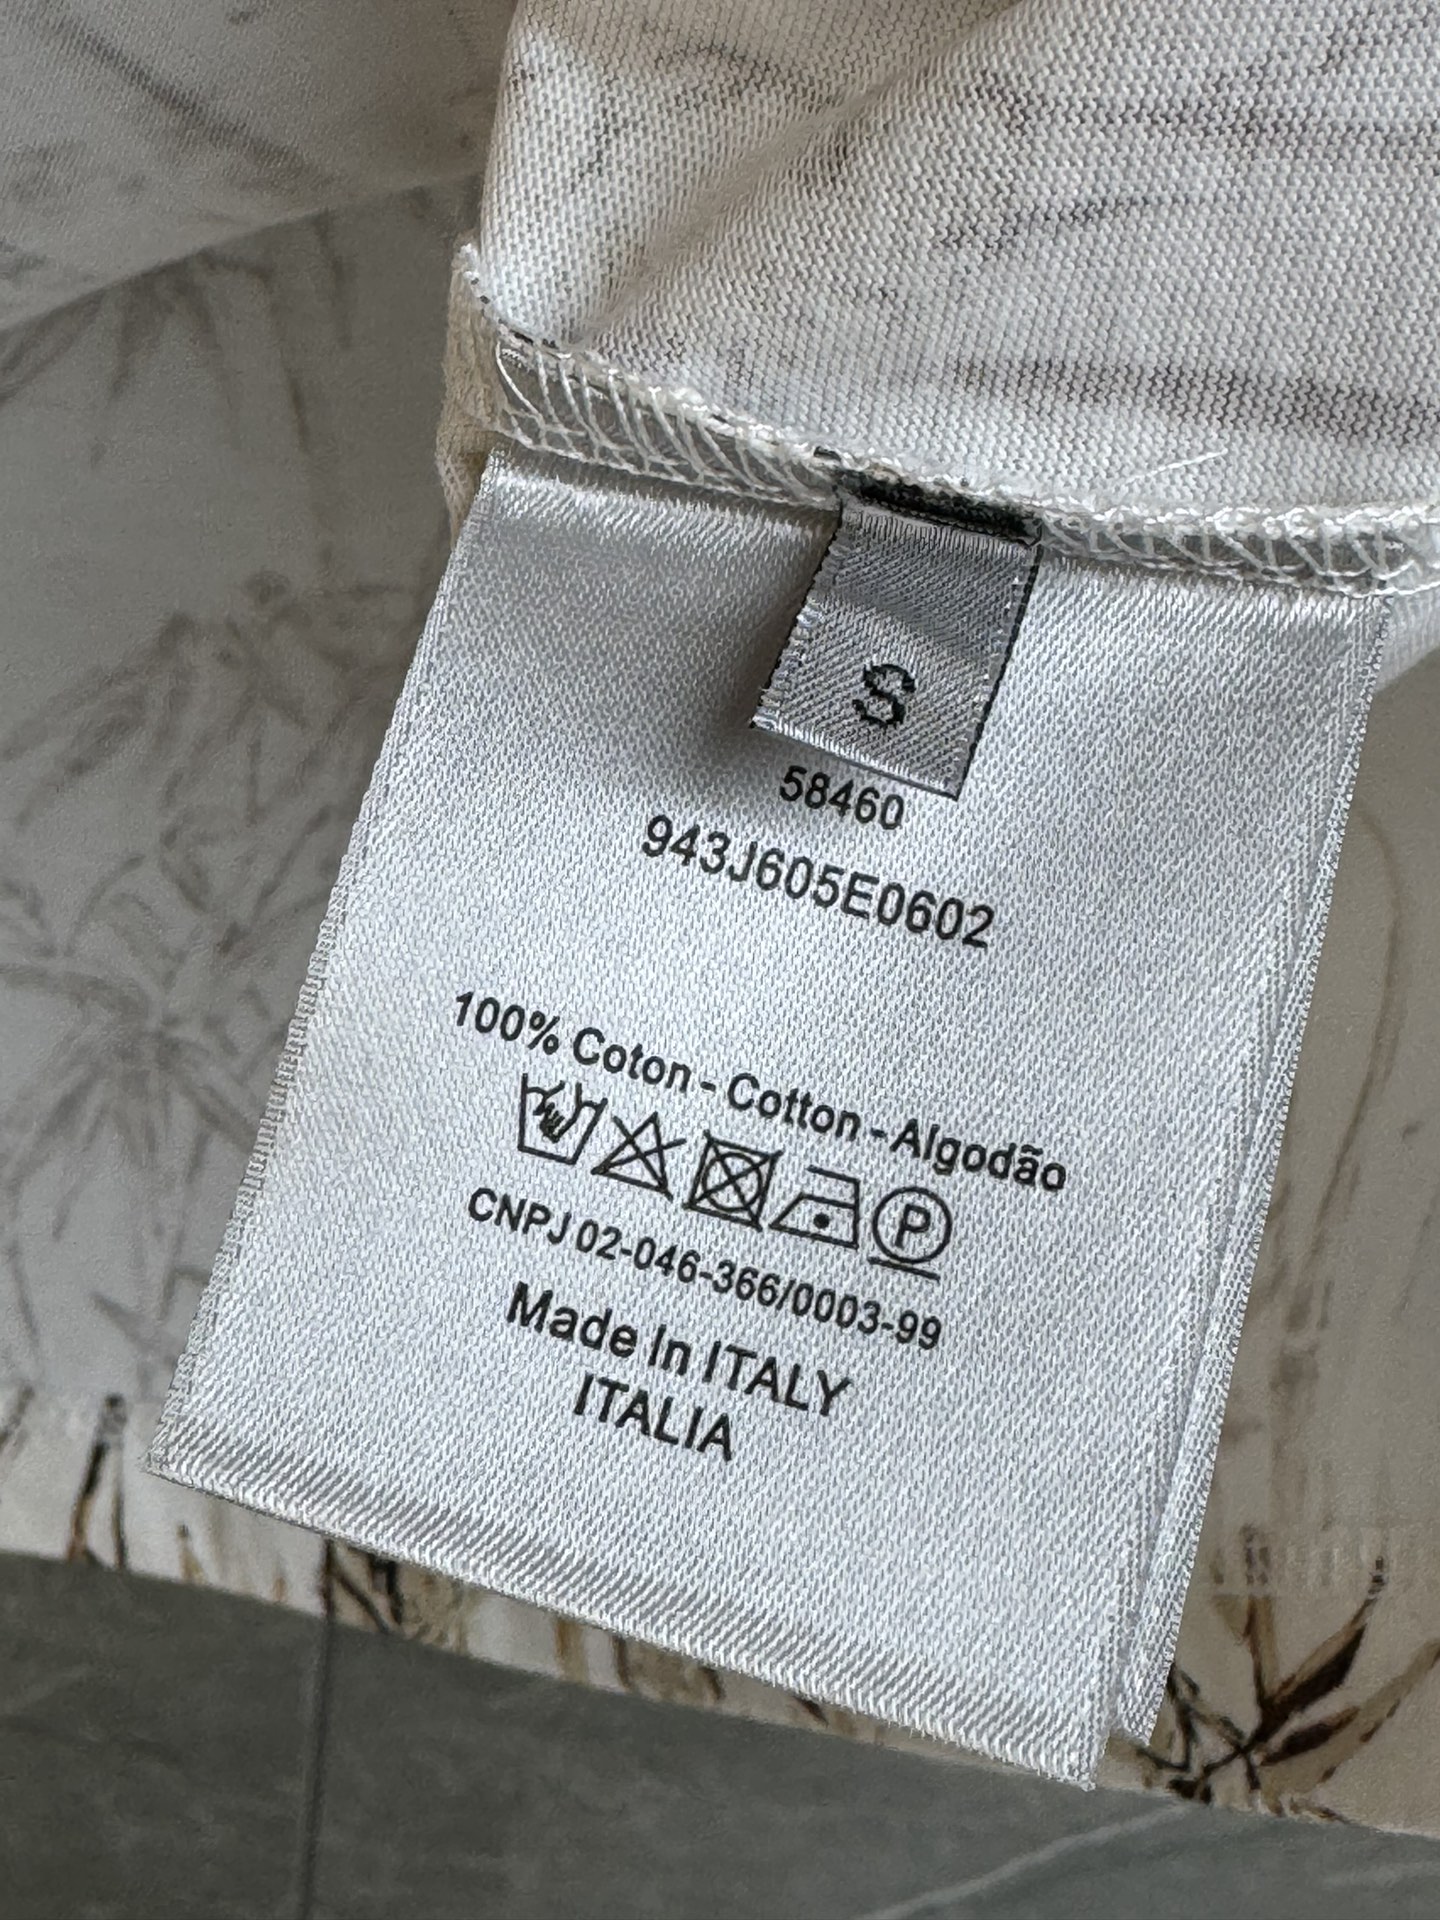 S
58460
943J605E0602
100% Coton - Cotton - Algodão
P
CNPJ 02-046-366/0003-99
Made In ITALY
ITALIA